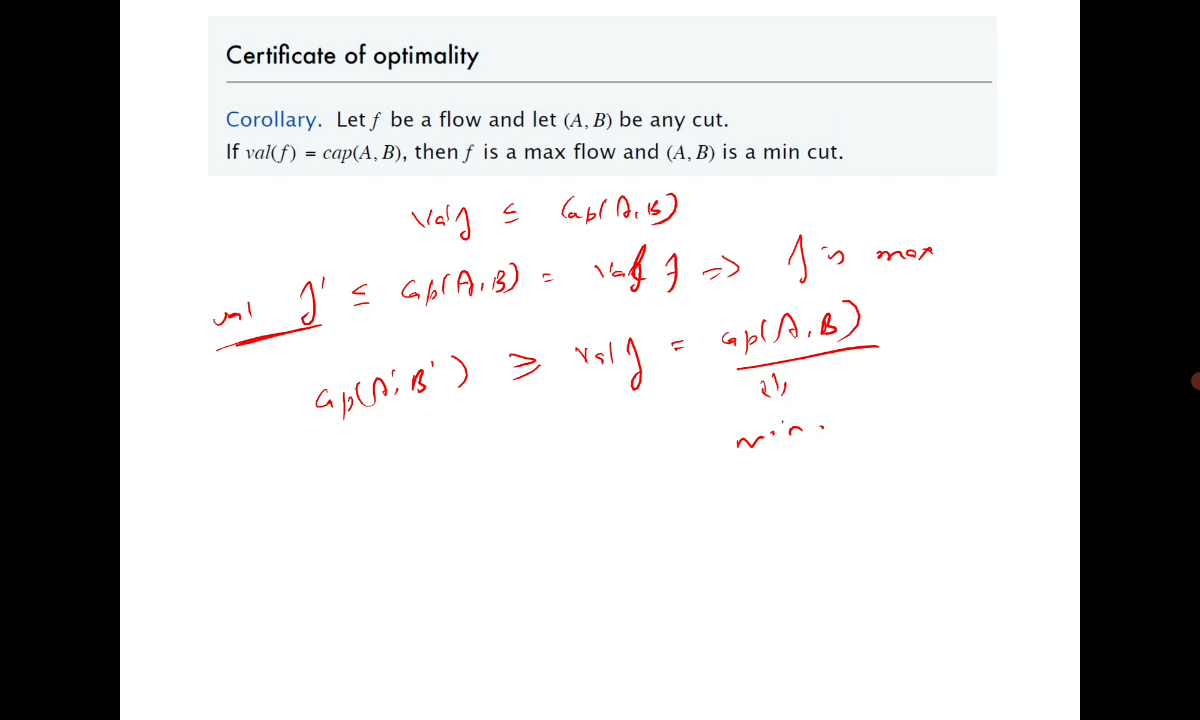 Certificate of optimality
Corollary. Let f be a flow and let (A, B) be any cut.
If val(f) = cap(A, B), then f is a max flow and (A, B) is a min cut.
val f ≤ Cap(A, B)
val f' ≤ Cap(A, B) = val f => f is max
Cap(A', B') ≥ val f = Cap(A, B)
is
min.